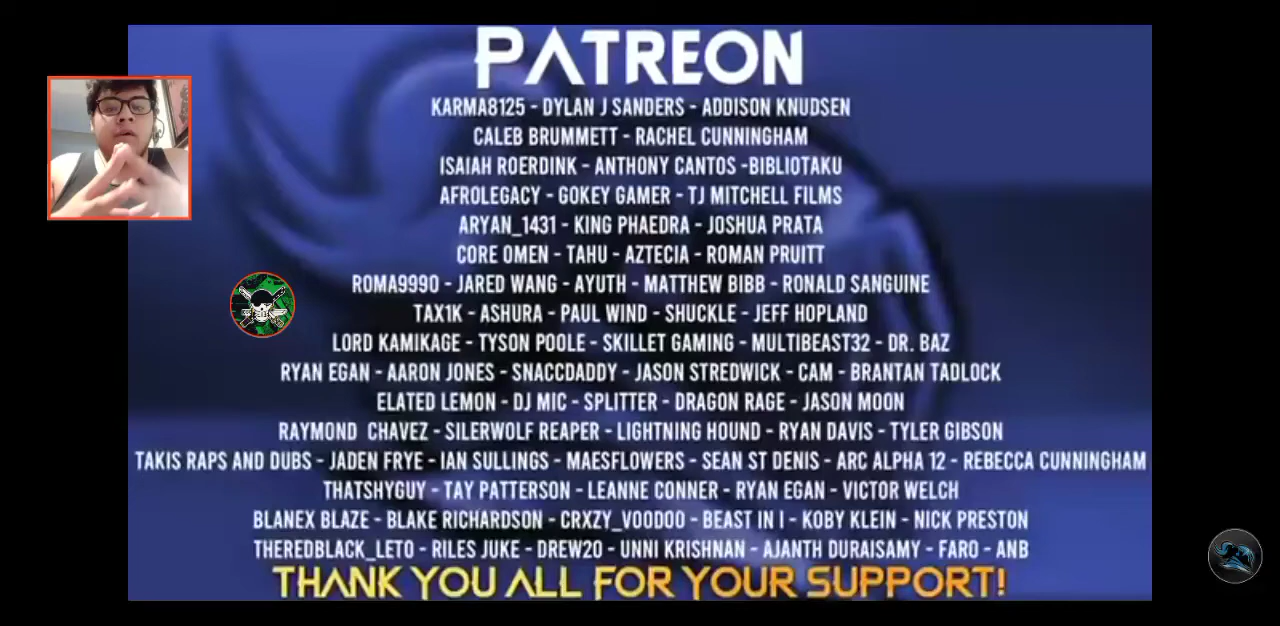 PATREON
KARMA8125 - DYLAN J SANDERS - ADDISON KNUDSEN
CALEB BRUMMETT - RACHEL CUNNINGHAM
ISAIAH ROERDINK - ANTHONY CANTOS -BIBLIOTAKU
AFROLEGACY - GOKEY GAMER - TJ MITCHELL FILMS
ARYAN_1431 - KING PHAEDRA - JOSHUA PRATA
CORE OMEN - TAHU - AZTECIA - ROMAN PRUITT
ROMA9990 - JARED WANG - AYUTH - MATTHEW BIBB - RONALD SANGUINE
TAX1K - ASHURA - PAUL WIND - SHUCKLE - JEFF HOPLAND
LORD KAMIKAGE - TYSON POOLE - SKILLET GAMING - MULTIBEAST32 - DR. BAZ
RYAN EGAN - AARON JONES - SNACCDADDY - JASON STREDWICK - CAM - BRANTAN TADLOCK
ELATED LEMON - DJ MIC - SPLITTER - DRAGON RAGE - JASON MOON
RAYMOND CHAVEZ - SILERWOLF REAPER - LIGHTNING HOUND - RYAN DAVIS - TYLER GIBSON
TAKIS RAPS AND DUBS - JADEN FRYE - IAN SULLINGS - MAESFLOWERS - SEAN ST DENIS - ARC ALPHA 12 - REBECCA CUNNINGHAM
THATSHYGUY - TAY PATTERSON - LEANNE CONNER - RYAN EGAN - VICTOR WELCH
BLANEX BLAZE - BLAKE RICHARDSON - CRXZY_VOODOO - BEAST IN I - KOBY KLEIN - NICK PRESTON
THEREDBLACK_LETO - RILES JUKE - DREW20 - UNNI KRISHNAN - AJANTH DURAISAMY - FARO - ANB
THANK YOU ALL FOR YOUR SUPPORT!